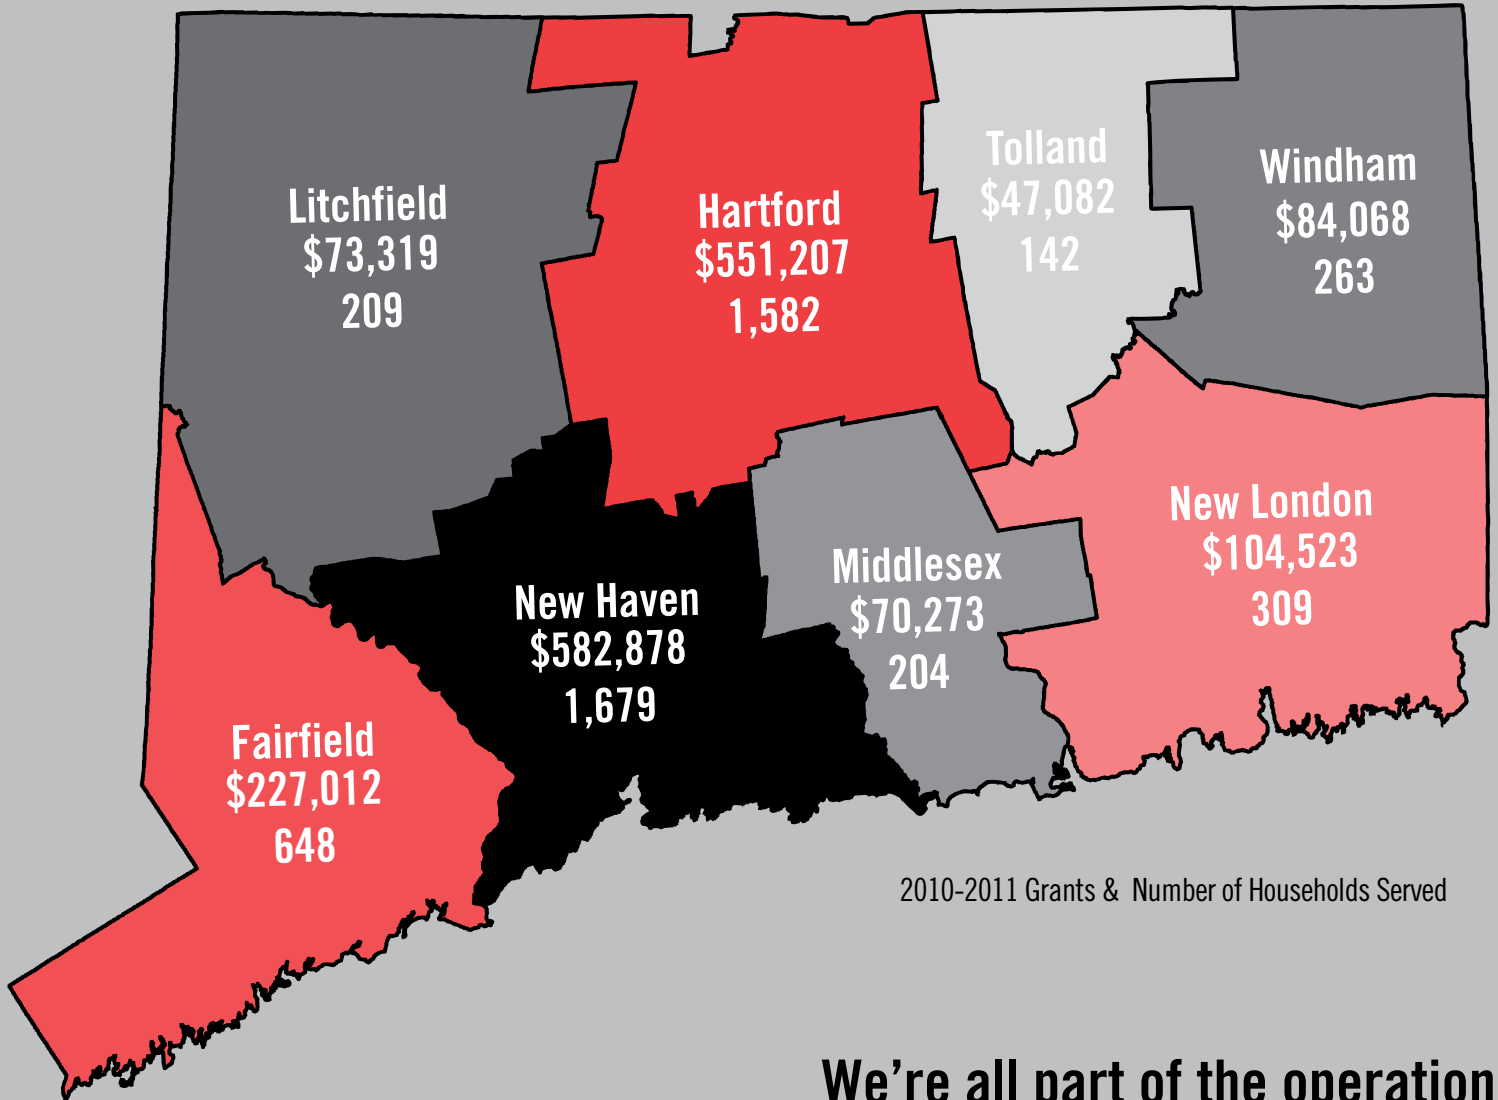 Litchfield
$73,319
209
Hartford
$551,207
1,582
Tolland
$47,082
142
Windham
$84,068
263
New London
$104,523
309
Middlesex
$70,273
204
New Haven
$582,878
1,679
Fairfield
$227,012
648
2010-2011 Grants &  Number of Households Served
We're all part of the operation